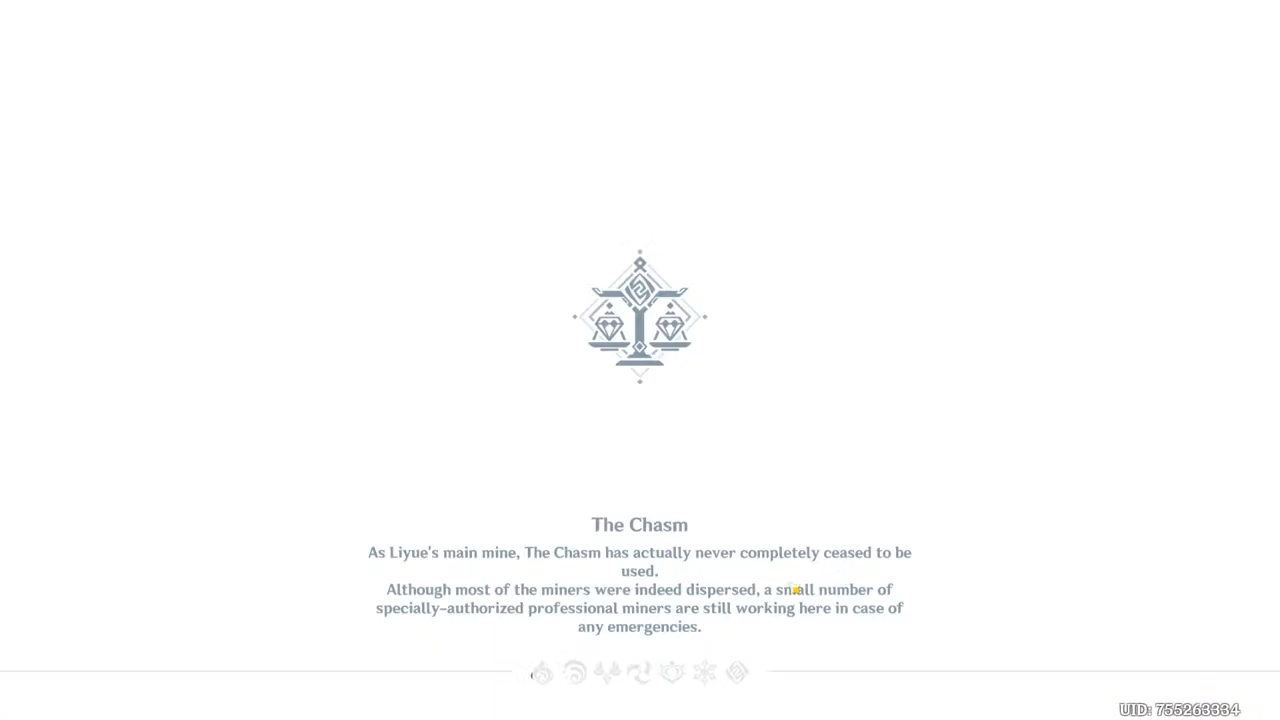 The Chasm
As Liyue's main mine, The Chasm has actually never completely ceased to be
used.
Although most of the miners were indeed dispersed, a small number of
specially-authorized professional miners are still working here in case of
any emergencies.
UID: 755263334